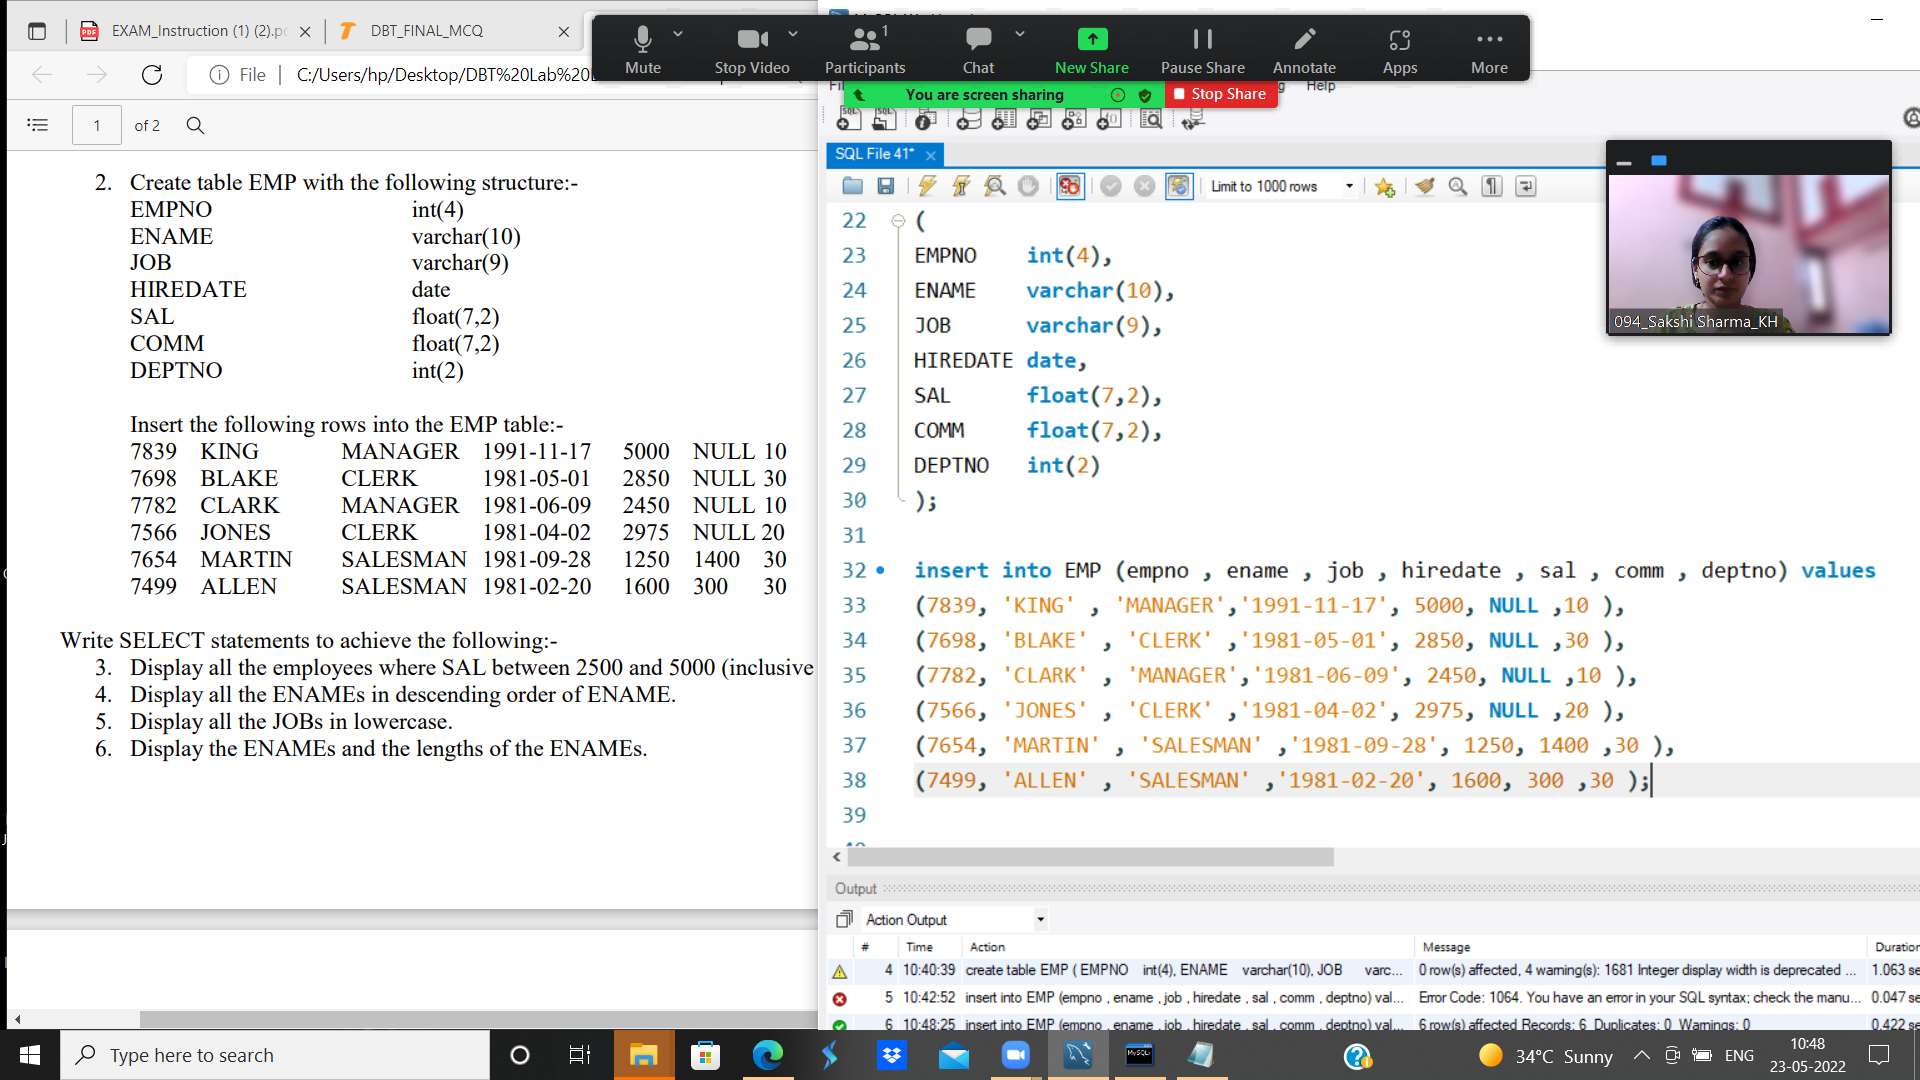 EXAM_Instruction (1) (2).pc
DBT_FINAL_MCQ
Mute
Stop Video
Participants
1
Chat
New Share
Pause Share
Annotate
Apps
More
File
C:/Users/hp/Desktop/DBT%20Lab%20
You are screen sharing
Stop Share
Help
1
of 2
SQL File 41*
Limit to 1000 rows
2. Create table EMP with the following structure:-
EMPNO int(4)
ENAME varchar(10)
JOB varchar(9)
HIREDATE date
SAL float(7,2)
COMM float(7,2)
DEPTNO int(2)
Insert the following rows into the EMP table:-
7839 KING MANAGER 1991-11-17 5000 NULL 10
7698 BLAKE CLERK 1981-05-01 2850 NULL 30
7782 CLARK MANAGER 1981-06-09 2450 NULL 10
7566 JONES CLERK 1981-04-02 2975 NULL 20
7654 MARTIN SALESMAN 1981-09-28 1250 1400 30
7499 ALLEN SALESMAN 1981-02-20 1600 300 30
Write SELECT statements to achieve the following:-
3. Display all the employees where SAL between 2500 and 5000 (inclusive
4. Display all the ENAMEs in descending order of ENAME.
5. Display all the JOBs in lowercase.
6. Display the ENAMEs and the lengths of the ENAMEs.
22 (
23 EMPNO int(4),
24 ENAME varchar(10),
25 JOB varchar(9),
26 HIREDATE date,
27 SAL float(7,2),
28 COMM float(7,2),
29 DEPTNO int(2)
30 );
31
32 insert into EMP (empno , ename , job , hiredate , sal , comm , deptno) values
33 (7839, 'KING' , 'MANAGER','1991-11-17', 5000, NULL ,10 ),
34 (7698, 'BLAKE' , 'CLERK' ,'1981-05-01', 2850, NULL ,30 ),
35 (7782, 'CLARK' , 'MANAGER','1981-06-09', 2450, NULL ,10 ),
36 (7566, 'JONES' , 'CLERK' ,'1981-04-02', 2975, NULL ,20 ),
37 (7654, 'MARTIN' , 'SALESMAN' ,'1981-09-28', 1250, 1400 ,30 ),
38 (7499, 'ALLEN' , 'SALESMAN' ,'1981-02-20', 1600, 300 ,30 );
39
094_Sakshi Sharma_KH
Output
Action Output
# Time Action Message Duration
4 10:40:39 create table EMP ( EMPNO int(4), ENAME varchar(10), JOB varc... 0 row(s) affected, 4 warning(s): 1681 Integer display width is deprecated ... 1.063 se
5 10:42:52 insert into EMP (empno , ename , job , hiredate , sal , comm , deptno) val... Error Code: 1064. You have an error in your SQL syntax; check the manu... 0.047 se
6 10:48:25 insert into EMP (empno , ename , job , hiredate , sal , comm , deptno) val... 6 row(s) affected Records: 6 Duplicates: 0 Warnings: 0 0.422 se
Type here to search
34°C Sunny
ENG
10:48
23-05-2022